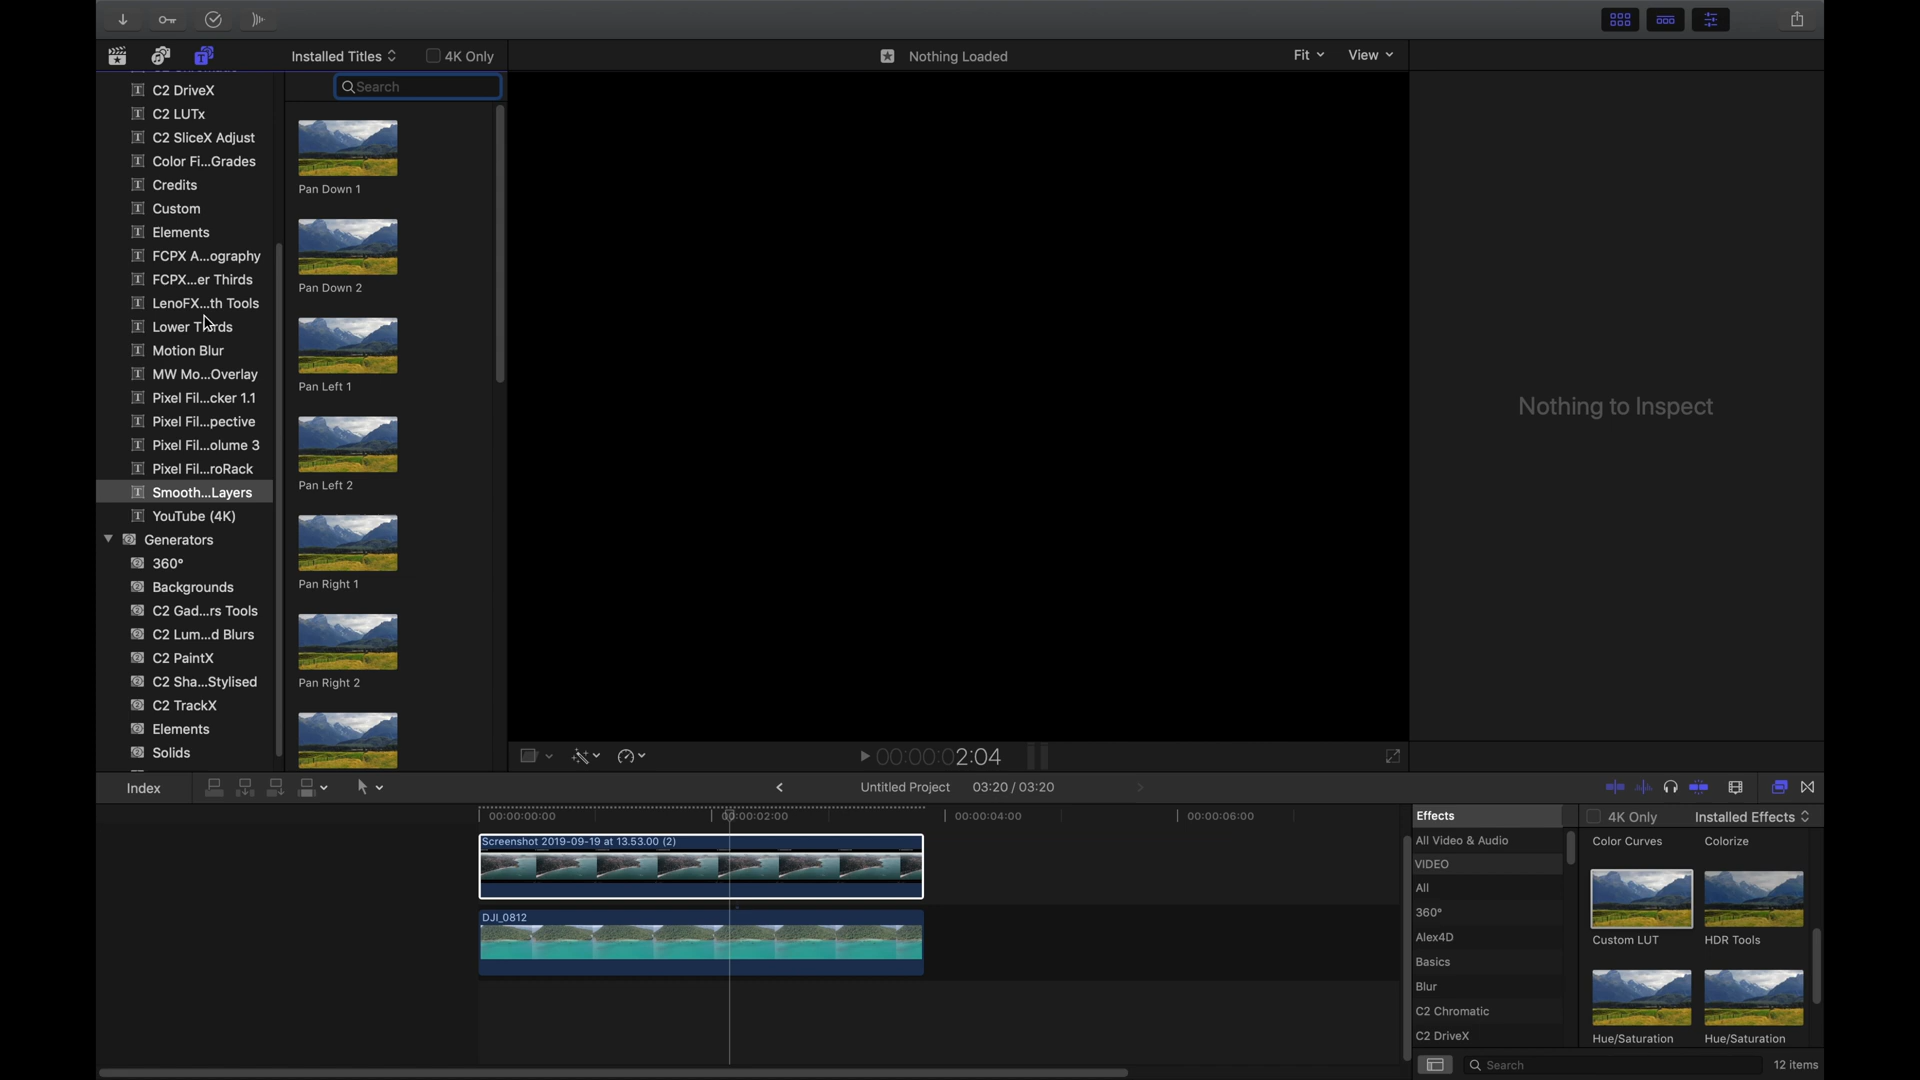 Installed Titles
4K Only
Nothing Loaded
Fit
View
Search
C2 DriveX
C2 LUTx
C2 SliceX Adjust
Color Fi...Grades
Credits
Custom
Elements
FCPX A...ography
FCPX...er Thirds
LenoFX...th Tools
Lower Thirds
Motion Blur
MW Mo...Overlay
Pixel Fil...cker 1.1
Pixel Fil...pective
Pixel Fil...olume 3
Pixel Fil...roRack
Smooth...Layers
YouTube (4K)
Generators
360°
Backgrounds
C2 Gad...rs Tools
C2 Lum...d Blurs
C2 PaintX
C2 Sha...Stylised
C2 TrackX
Elements
Solids
Pan Down 1
Pan Down 2
Pan Left 1
Pan Left 2
Pan Right 1
Pan Right 2
Nothing to Inspect
00:00:00:02:04
Index
Untitled Project
03:20 / 03:20
00:00:00:00
00:00:02:00
00:00:04:00
00:00:06:00
Screenshot 2019-09-19 at 13.53.00 (2)
DJI_0812
Effects
4K Only
Installed Effects
All Video & Audio
VIDEO
All
360°
Alex4D
Basics
Blur
C2 Chromatic
C2 DriveX
Color Curves
Colorize
Custom LUT
HDR Tools
Hue/Saturation
Hue/Saturation
Search
12 items